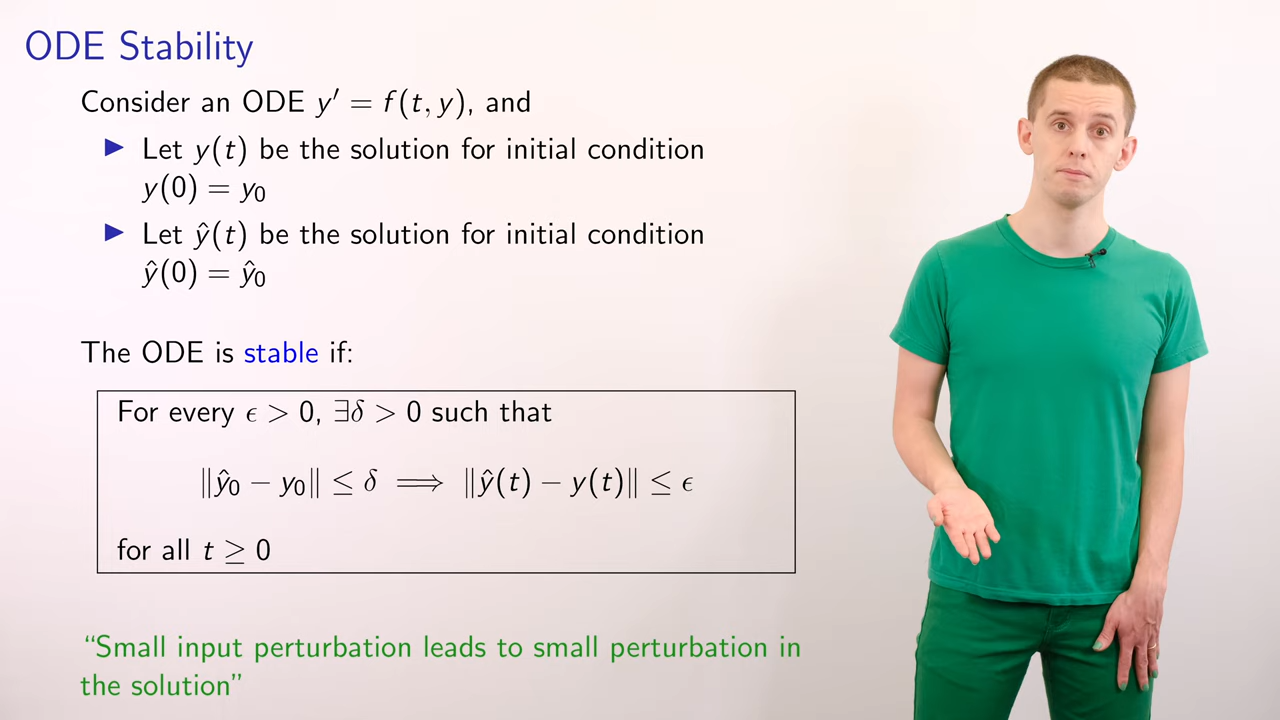 ODE Stability
Consider an ODE y′ = f(t, y), and
▶ Let y(t) be the solution for initial condition
y(0) = y₀
▶ Let ŷ(t) be the solution for initial condition
ŷ(0) = ŷ₀
The ODE is stable if:
For every ϵ > 0, ∃δ > 0 such that
‖ŷ₀ − y₀‖ ≤ δ ⟹ ‖ŷ(t) − y(t)‖ ≤ ϵ
for all t ≥ 0
“Small input perturbation leads to small perturbation in
the solution”